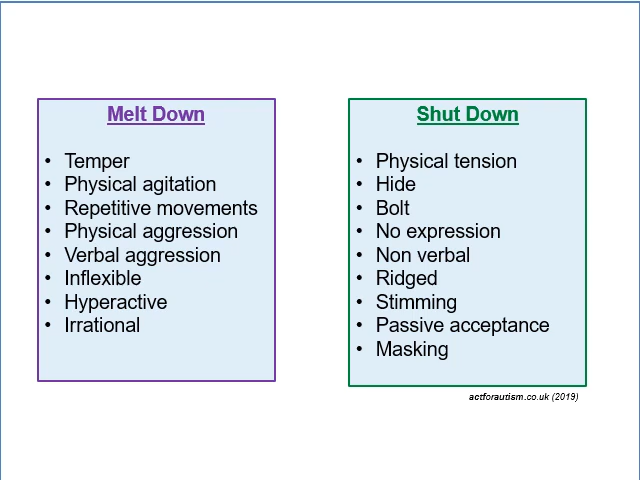 Melt Down
• Temper
• Physical agitation
• Repetitive movements
• Physical aggression
• Verbal aggression
• Inflexible
• Hyperactive
• Irrational
Shut Down
• Physical tension
• Hide
• Bolt
• No expression
• Non verbal
• Ridged
• Stimming
• Passive acceptance
• Masking
actforautism.co.uk (2019)